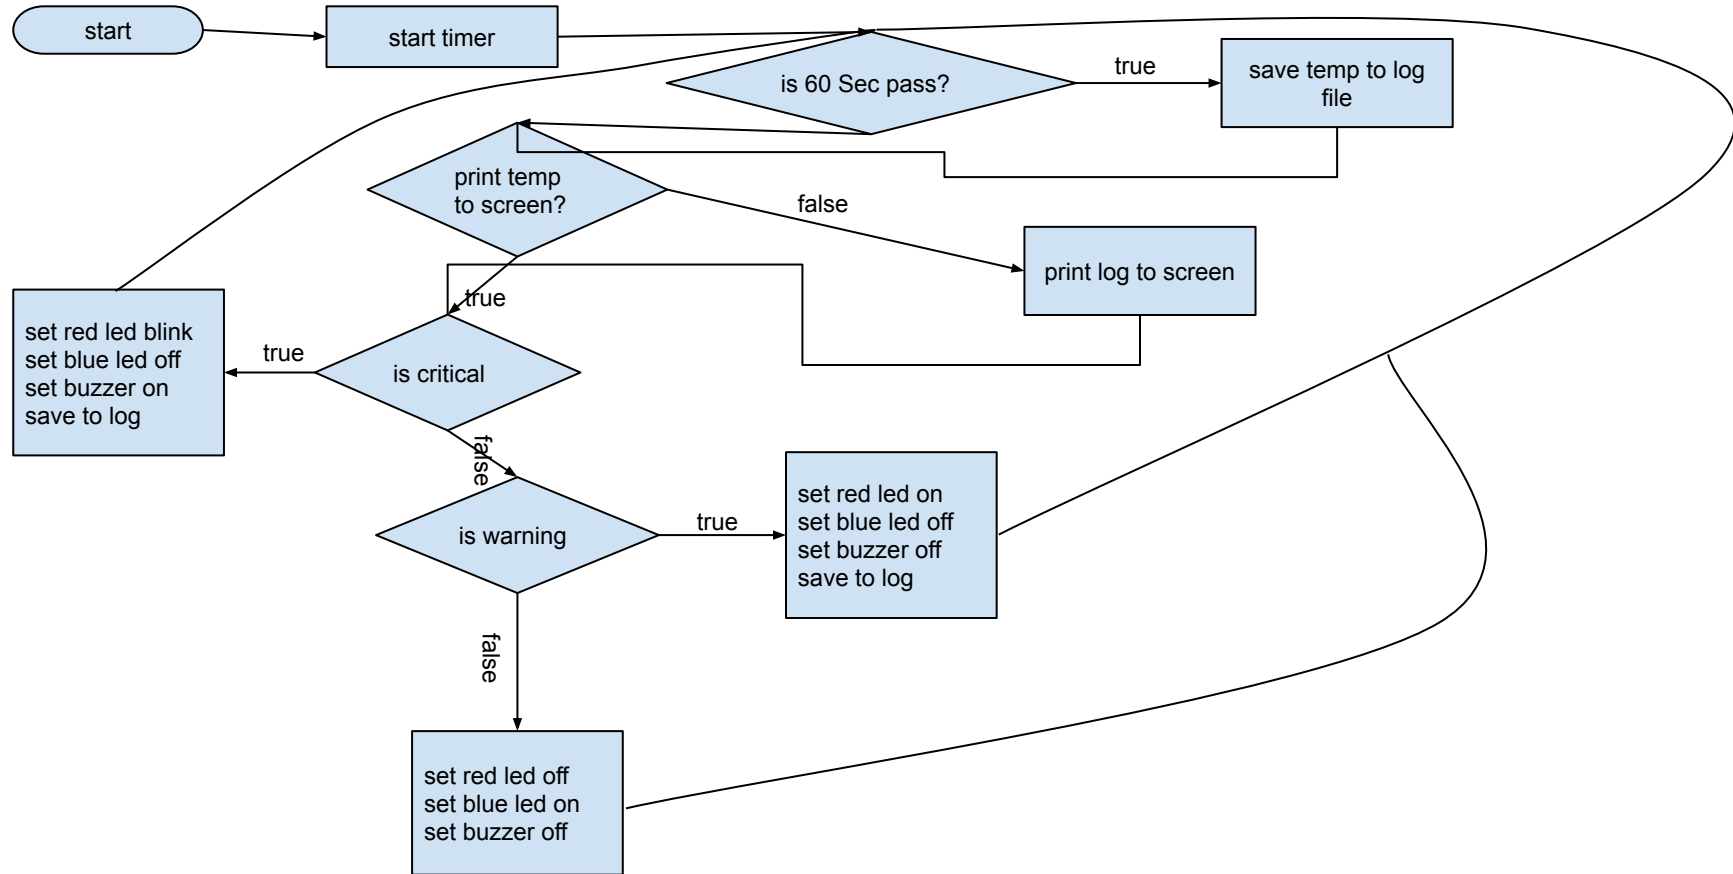 start
start timer
is 60 Sec pass?
true
save temp to log
file
print temp
to screen?
false
print log to screen
true
set red led blink
set blue led off
set buzzer on
save to log
true
is critical
false
is warning
true
set red led on
set blue led off
set buzzer off
save to log
false
set red led off
set blue led on
set buzzer off